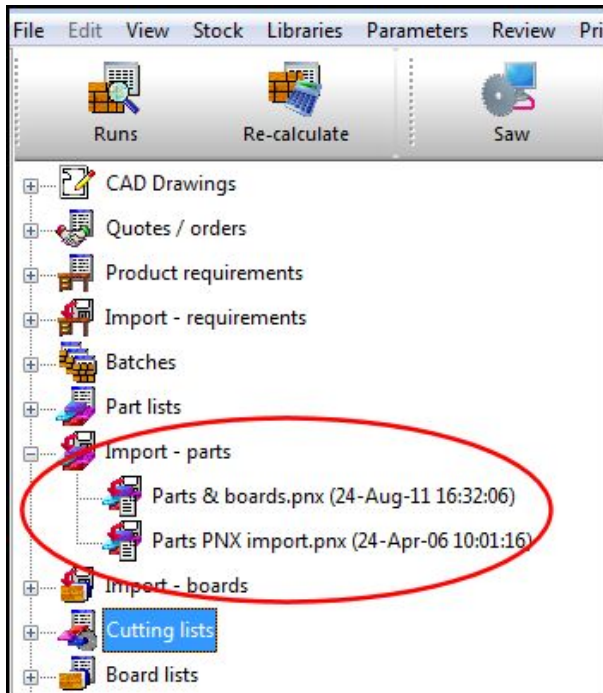 File Edit View Stock Libraries Parameters Review Pri
Runs Re-calculate Saw
CAD Drawings
Quotes / orders
Product requirements
Import - requirements
Batches
Part lists
Import - parts
Parts & boards.pnx (24-Aug-11 16:32:06)
Parts PNX import.pnx (24-Apr-06 10:01:16)
Import - boards
Cutting lists
Board lists